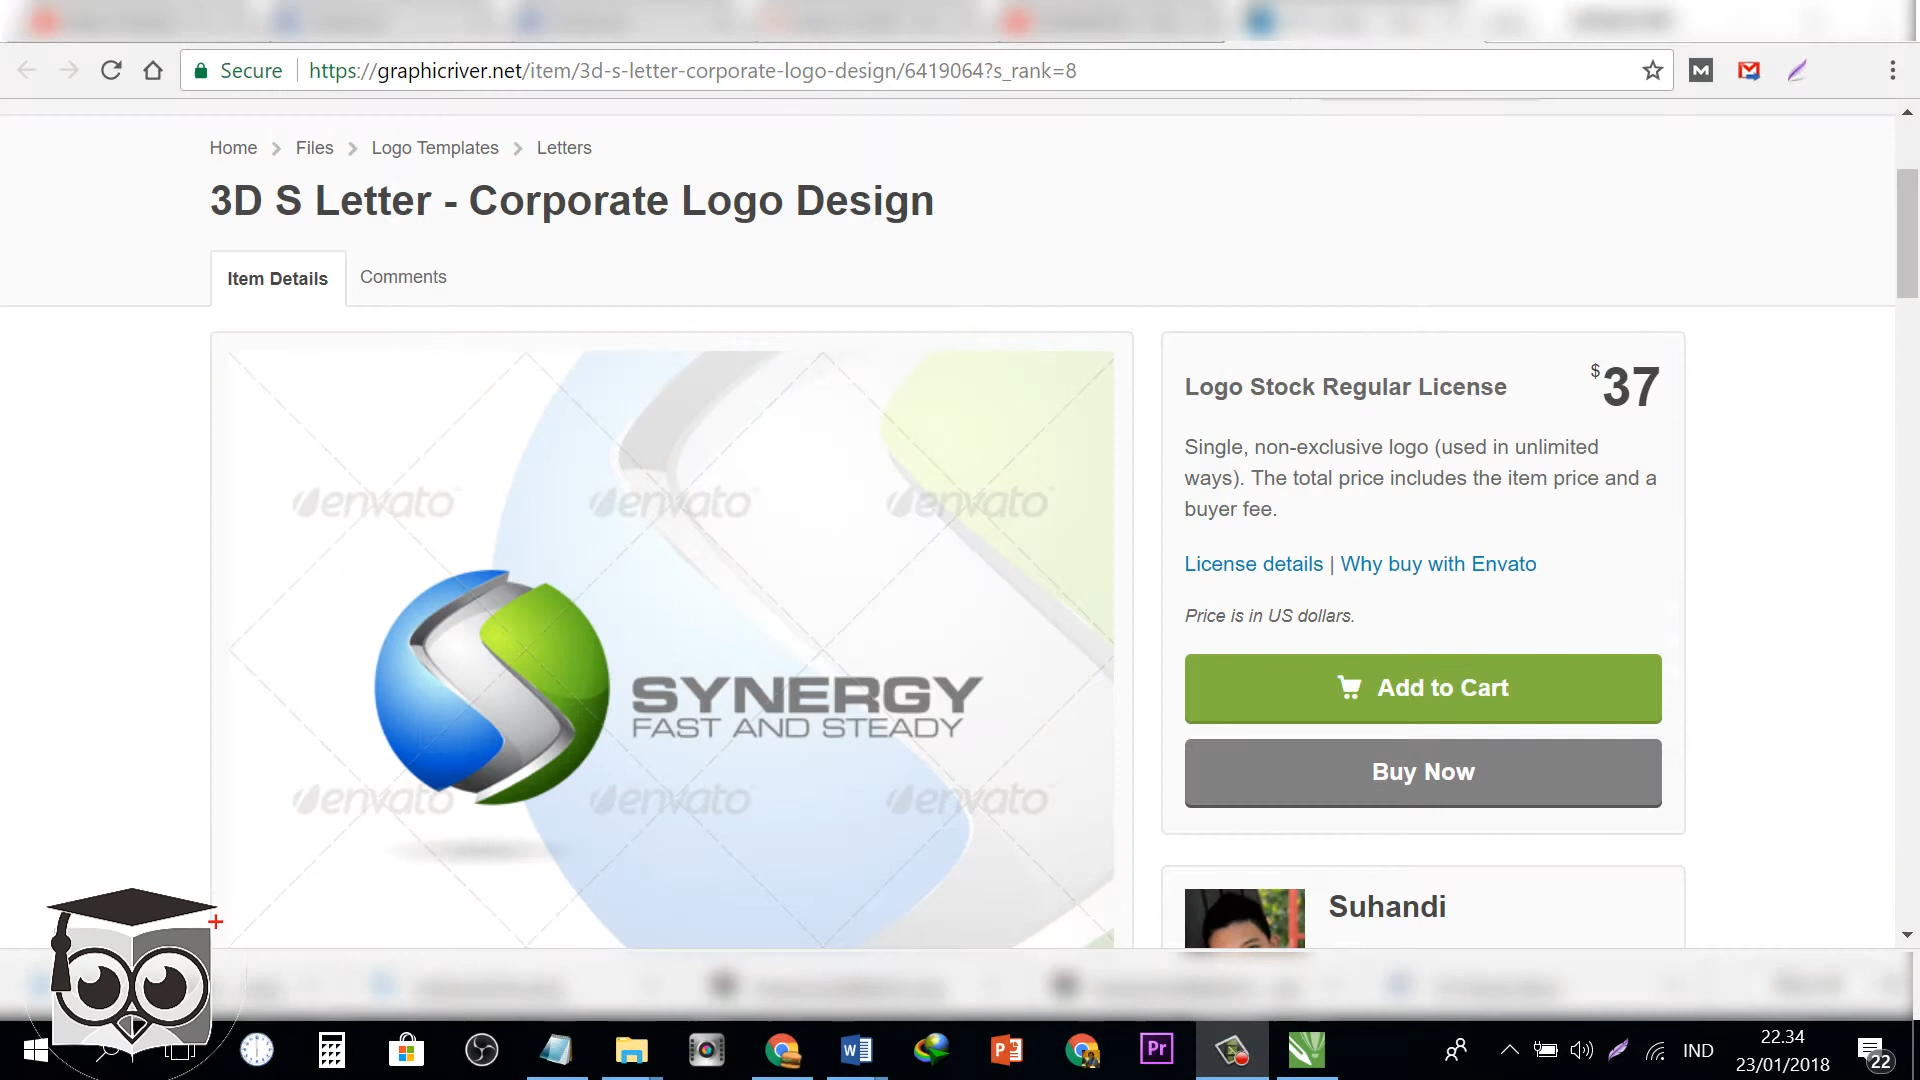 Secure
https://graphicriver.net/item/3d-s-letter-corporate-logo-design/6419064?s_rank=8
Home
Files
Logo Templates
Letters
3D S Letter - Corporate Logo Design
Item Details
Comments
Logo Stock Regular License
$37
Single, non-exclusive logo (used in unlimited
ways). The total price includes the item price and a
buyer fee.
License details | Why buy with Envato
Price is in US dollars.
Add to Cart
Buy Now
envato envato envato
SYNERGY
FAST AND STEADY
envato envato envato
Suhandi
Pr
IND
22.34
23/01/2018
22